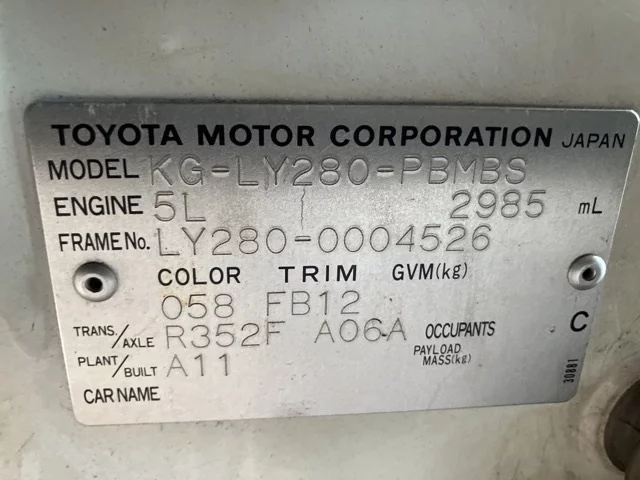 TOYOTA MOTOR CORPORATION JAPAN
MODEL KG-LY280-PBMBS
ENGINE 5L 2985 mL
FRAME No. LY280-0004526
COLOR TRIM GVM(kg)
058 FB12
TRANS./AXLE R352F A06A OCCUPANTS C
PAYLOAD MASS(kg)
PLANT/BUILT A11
CAR NAME
30881